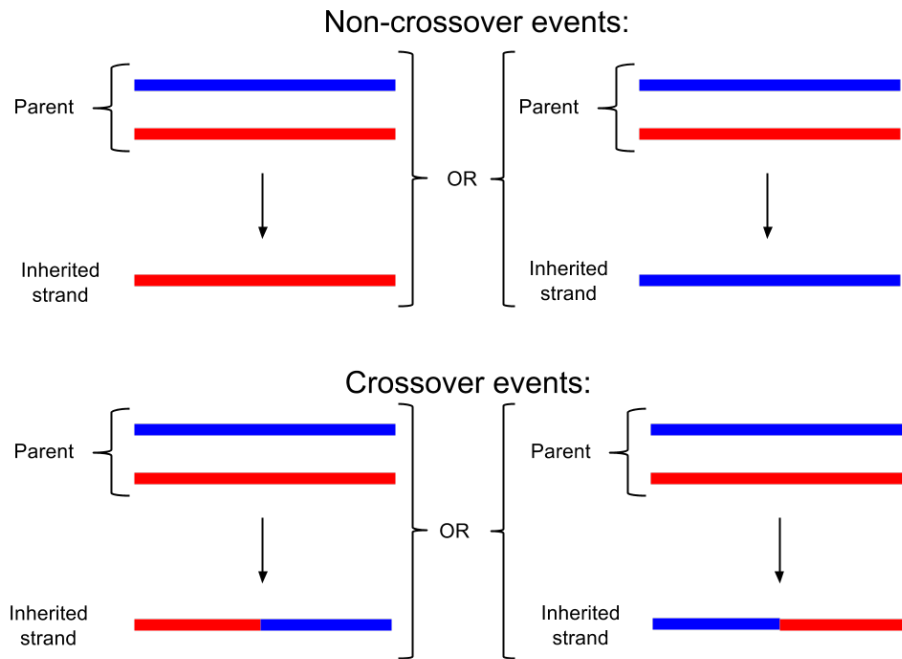 Non-crossover events:
Parent
Parent
OR
Inherited
strand
Inherited
strand
Crossover events:
Parent
Parent
OR
Inherited
strand
Inherited
strand